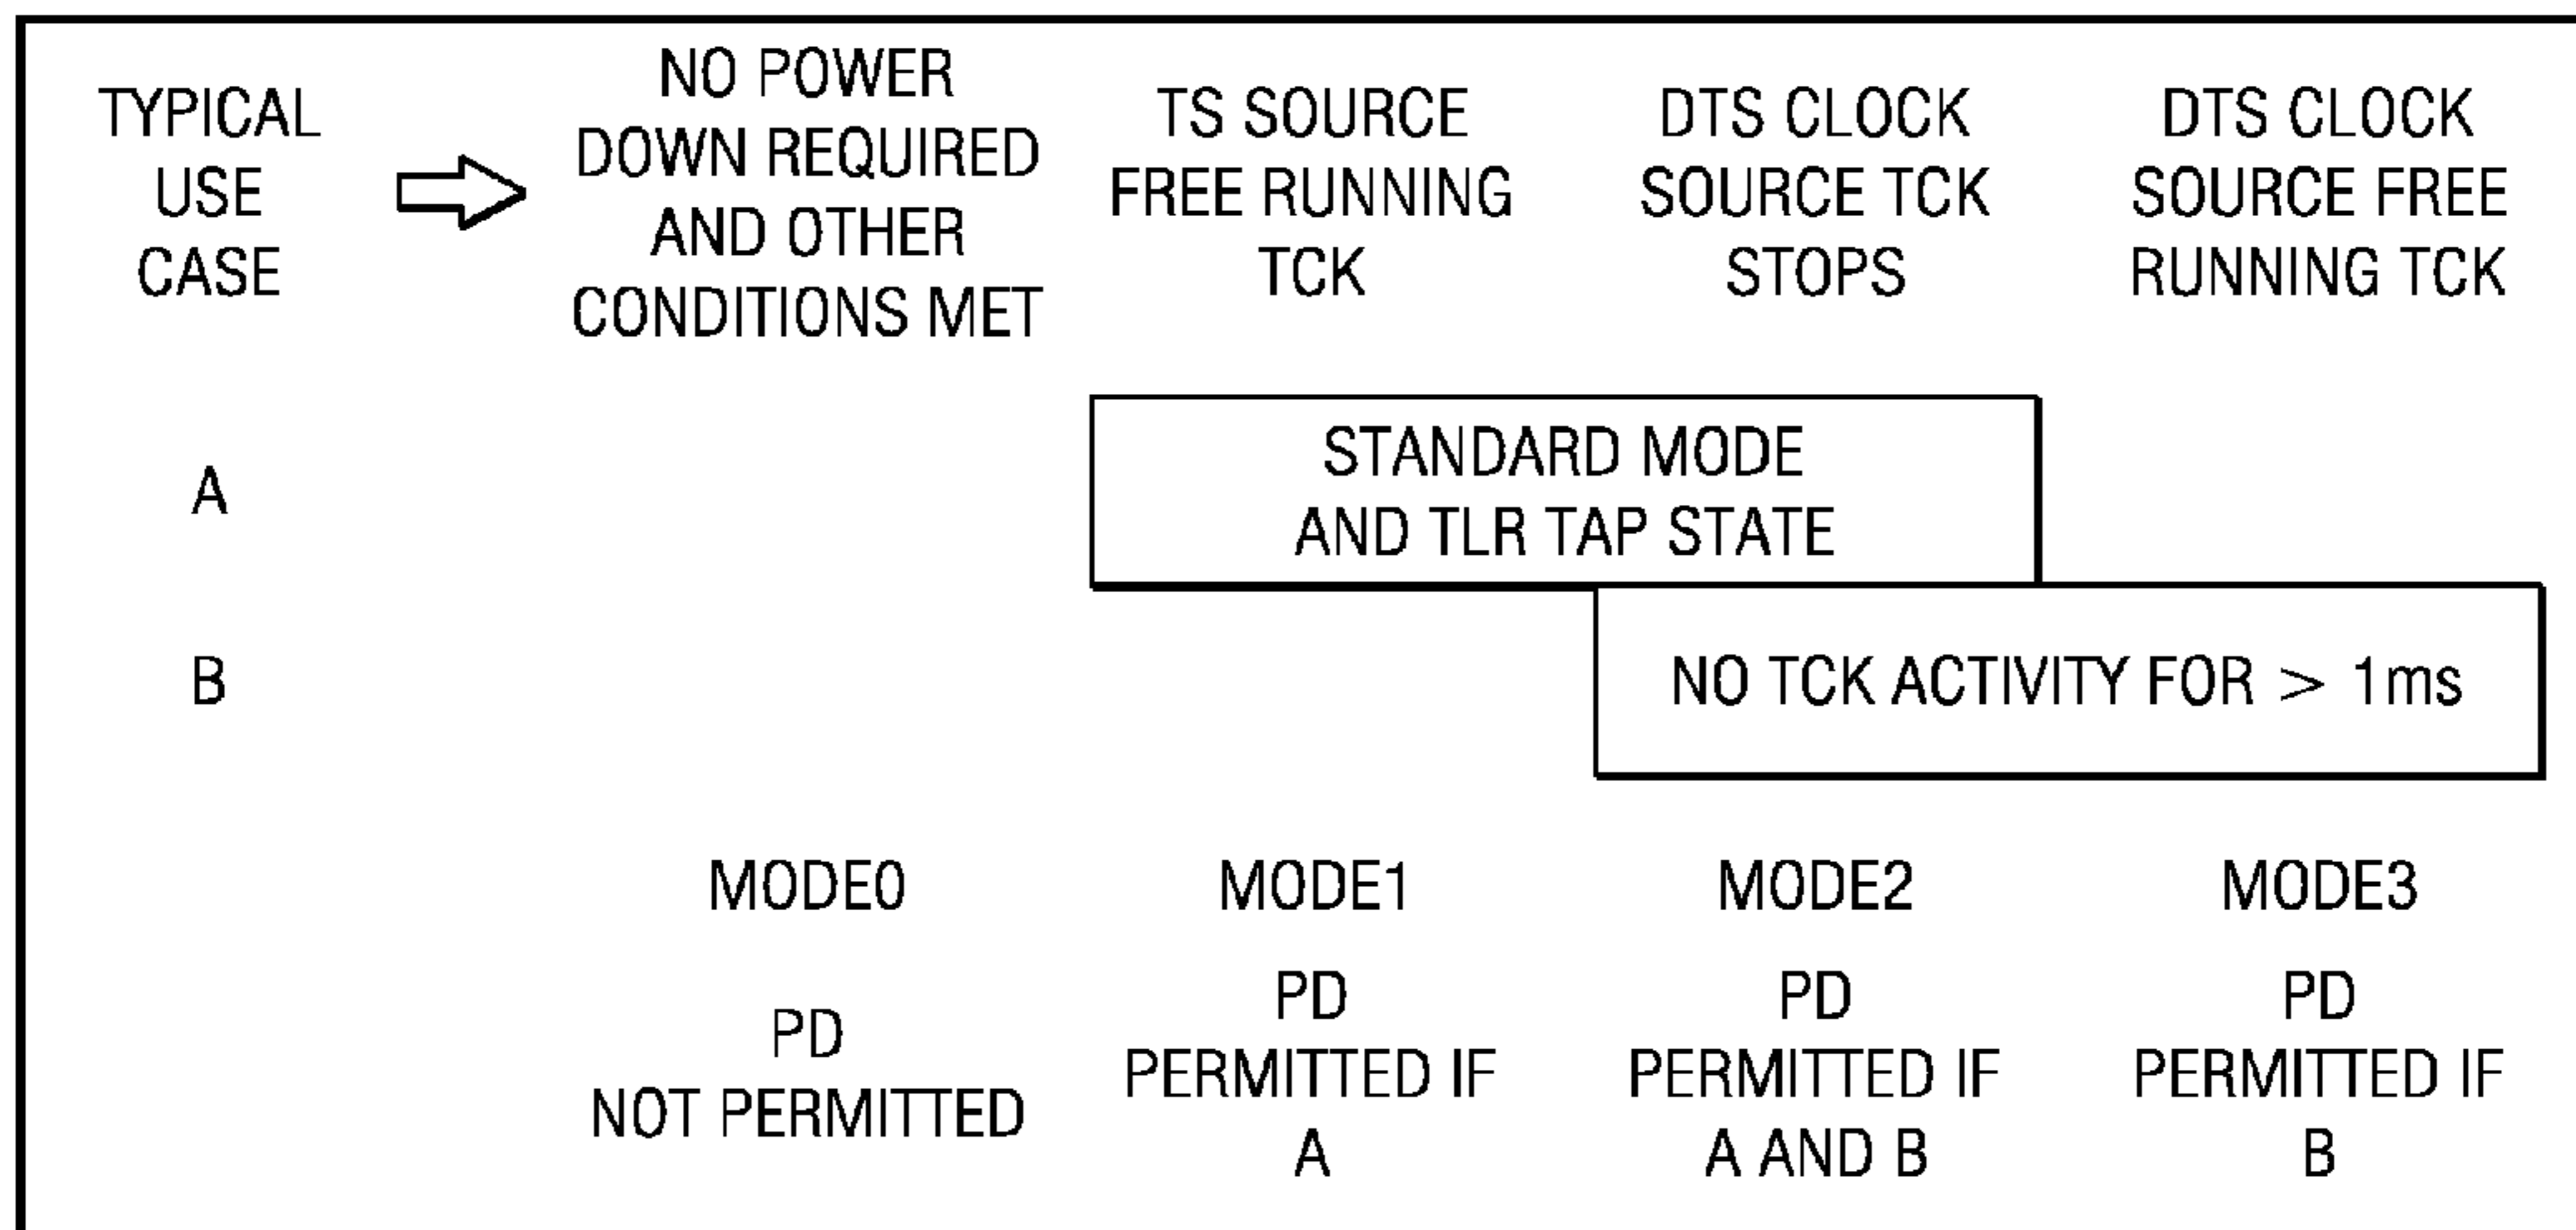 TYPICAL
USE
CASE
NO POWER
DOWN REQUIRED
AND OTHER
CONDITIONS MET
TS SOURCE
FREE RUNNING
TCK
DTS CLOCK
SOURCE TCK
STOPS
DTS CLOCK
SOURCE FREE
RUNNING TCK
A
STANDARD MODE
AND TLR TAP STATE
B
NO TCK ACTIVITY FOR > 1ms
MODE0
MODE1
MODE2
MODE3
PD
NOT PERMITTED
PD
PERMITTED IF
A
PD
PERMITTED IF
A AND B
PD
PERMITTED IF
B